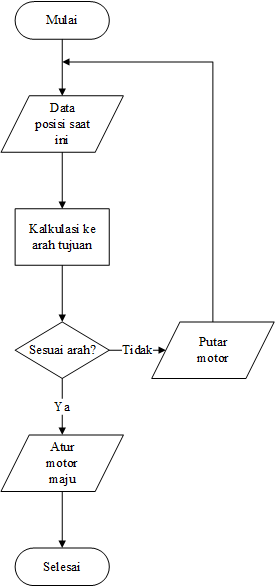 Mulai
Data
posisi saat
ini
Kalkulasi ke
arah tujuan
Sesuai arah?
Tidak
Putar
motor
Ya
Atur
motor
maju
Selesai